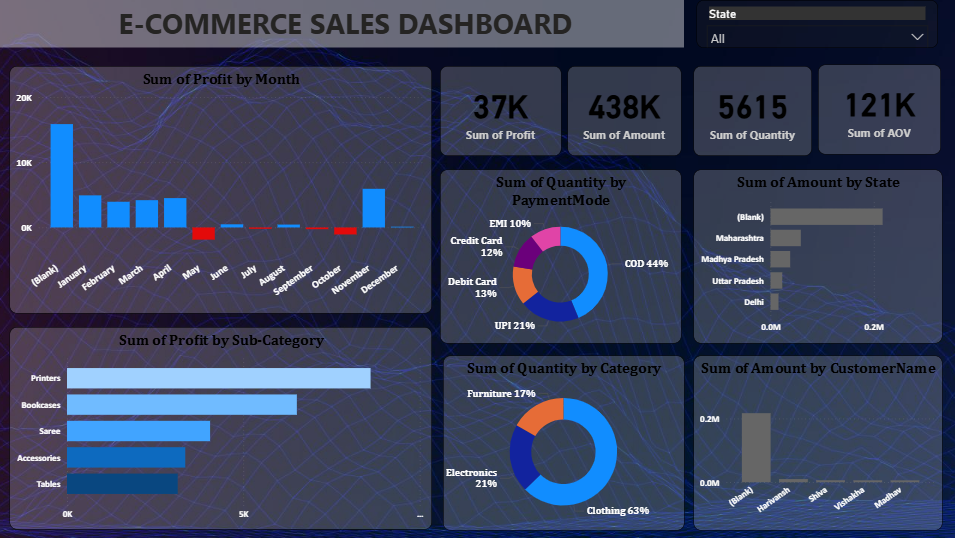 E-COMMERCE SALES DASHBOARD
State
All
Sum of Profit by Month
20K
10K
0K
(Blank)
January
February
March
April
May
June
July
August
September
October
November
December
37K
Sum of Profit
438K
Sum of Amount
5615
Sum of Quantity
121K
Sum of AOV
Sum of Quantity by
PaymentMode
EMI 10%
Credit Card
12%
Debit Card
13%
UPI 21%
COD 44%
Sum of Amount by State
(Blank)
Maharashtra
Madhya Pradesh
Uttar Pradesh
Delhi
0.0M
0.2M
Sum of Profit by Sub-Category
Printers
Bookcases
Saree
Accessories
Tables
0K
5K
...
Sum of Quantity by Category
Furniture 17%
Electronics
21%
Clothing 63%
Sum of Amount by CustomerName
0.2M
0.0M
(Blank)
Harivansh
Shiva
Vishakha
Madhav